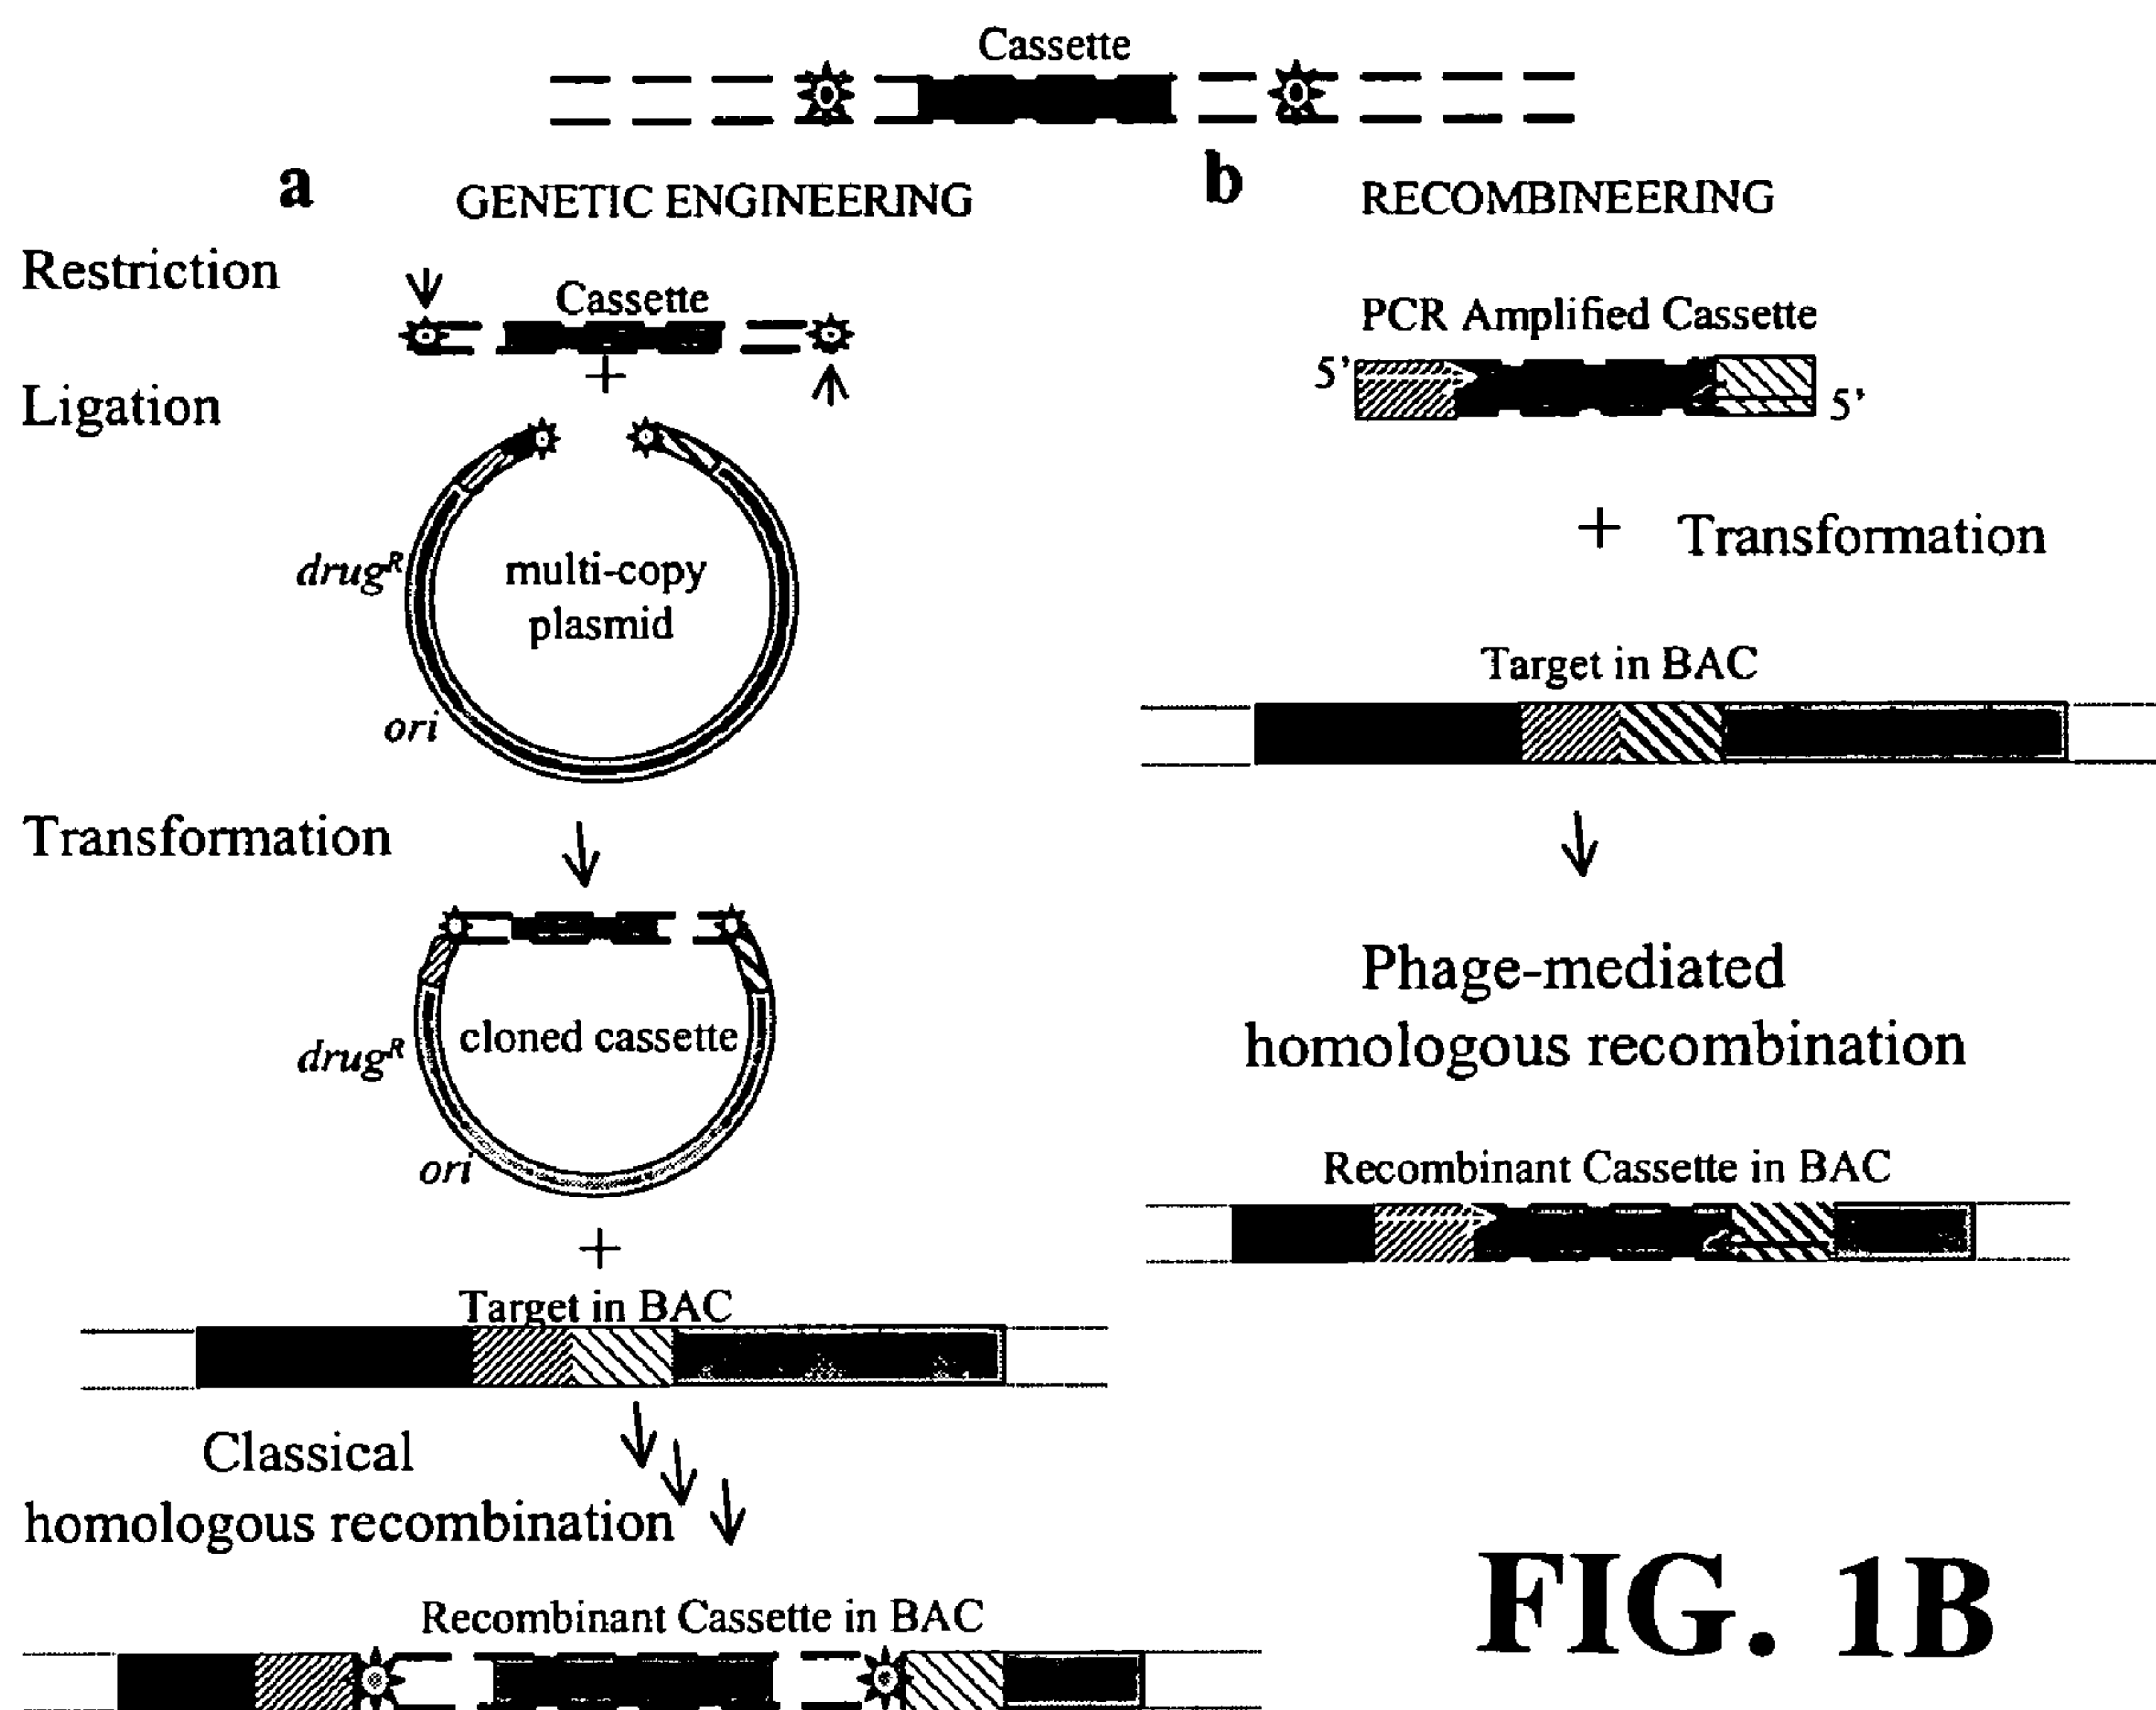 Cassette
a
GENETIC ENGINEERING
Restriction
Cassette
+
Ligation
drugR
multi-copy
plasmid
ori
Transformation
drugR
cloned cassette
ori
+
Target in BAC
Classical
homologous recombination
Recombinant Cassette in BAC
b
RECOMBINEERING
PCR Amplified Cassette
5' 5'
+ Transformation
Target in BAC
Phage-mediated
homologous recombination
Recombinant Cassette in BAC
FIG. 1B